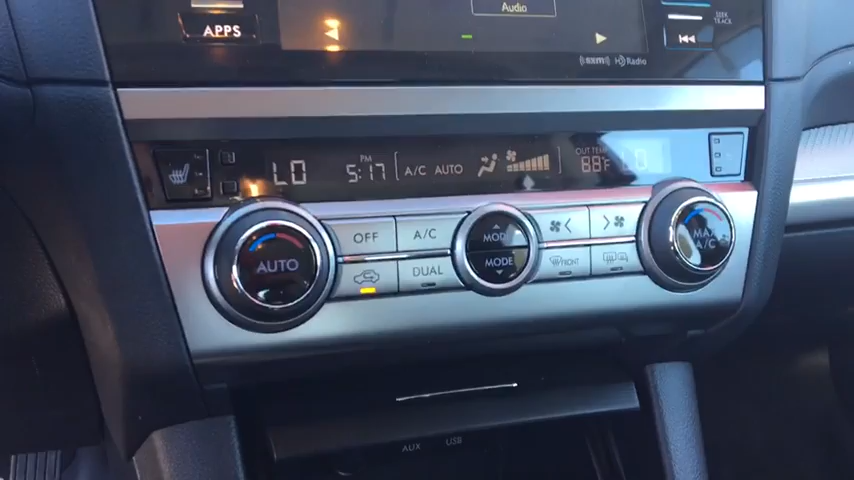 APPS
Audio
SEEK
TRACK
((SiriusXM)) HD Radio
LO
PM
5:17
A/C AUTO
OUT TEMP
88°F
LO
OFF
A/C
MODE
MAX
A/C
AUTO
DUAL
MODE
FRONT
AUX
USB